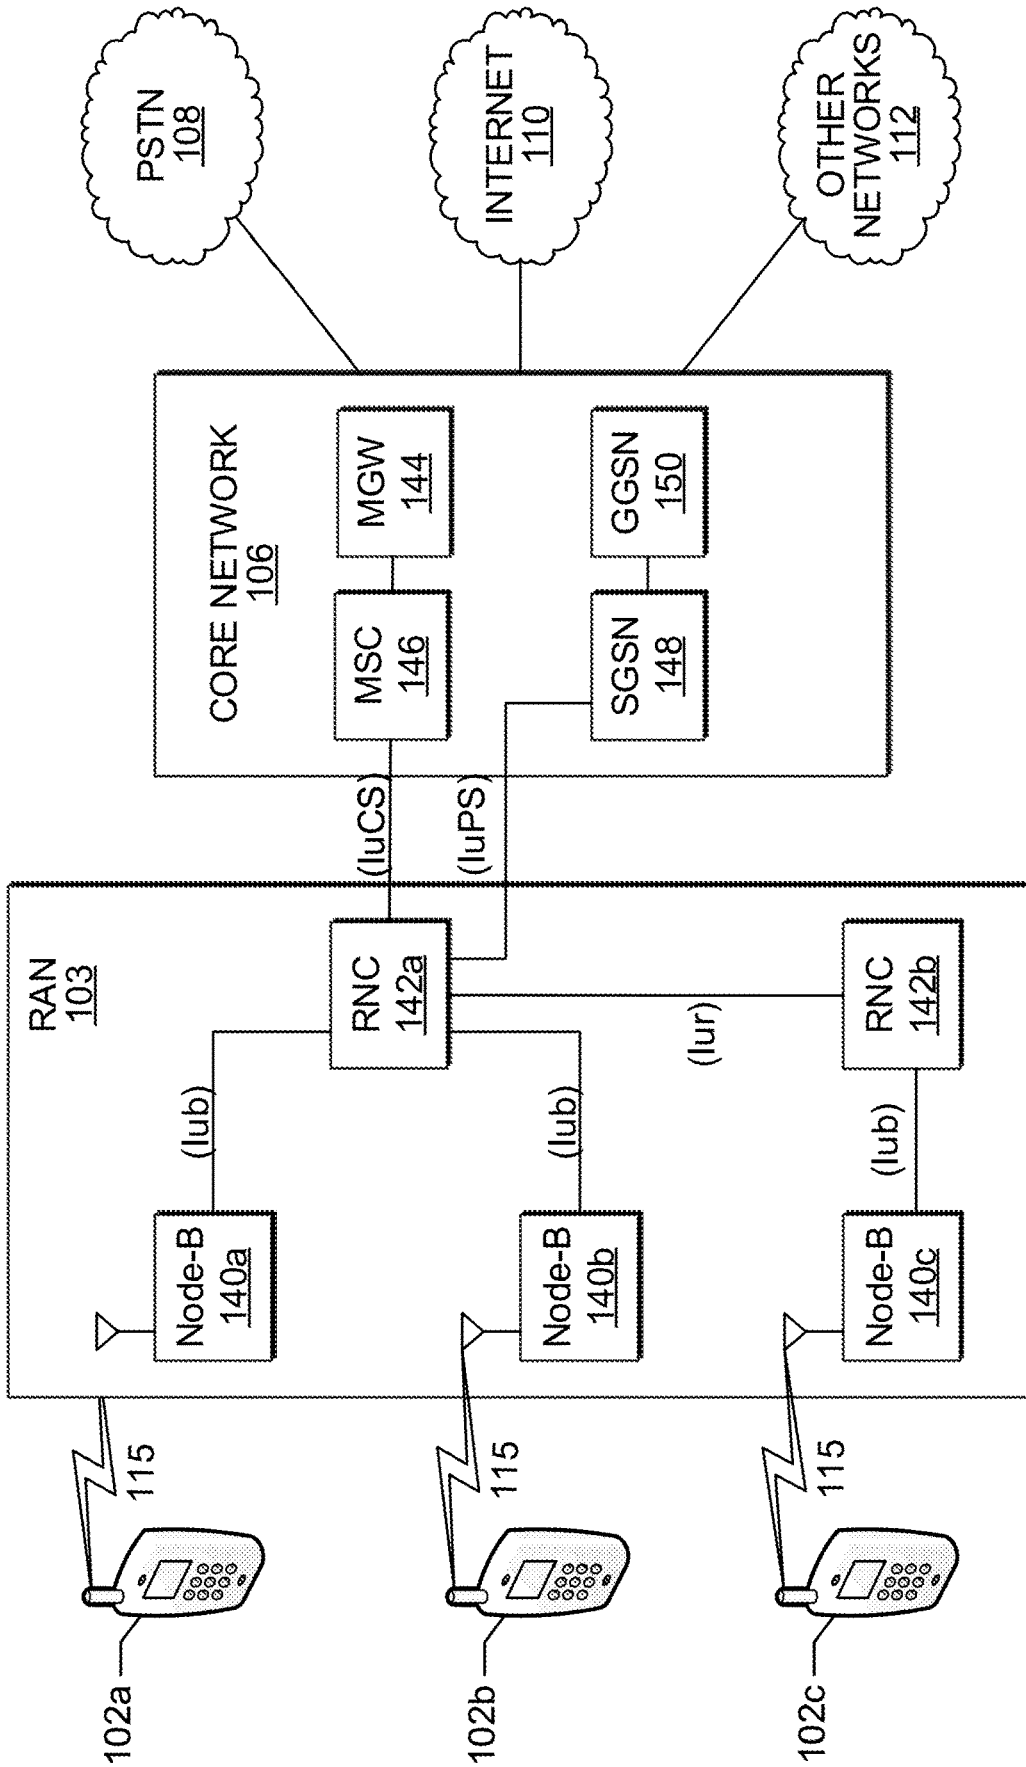 102a
102b
102c
115
115
115
RAN
103
Node-B
140a
Node-B
140b
Node-B
140c
(Iub)
(Iub)
(Iub)
RNC
142a
(Iur)
RNC
142b
(IuCS)
(IuPS)
CORE NETWORK
106
MSC
146
MGW
144
SGSN
148
GGSN
150
PSTN
108
INTERNET
110
OTHER
NETWORKS
112